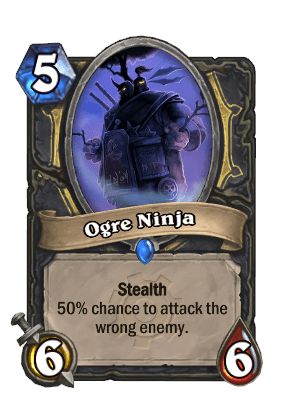 5
Ogre Ninja
Stealth
50% chance to attack the
wrong enemy.
6
6